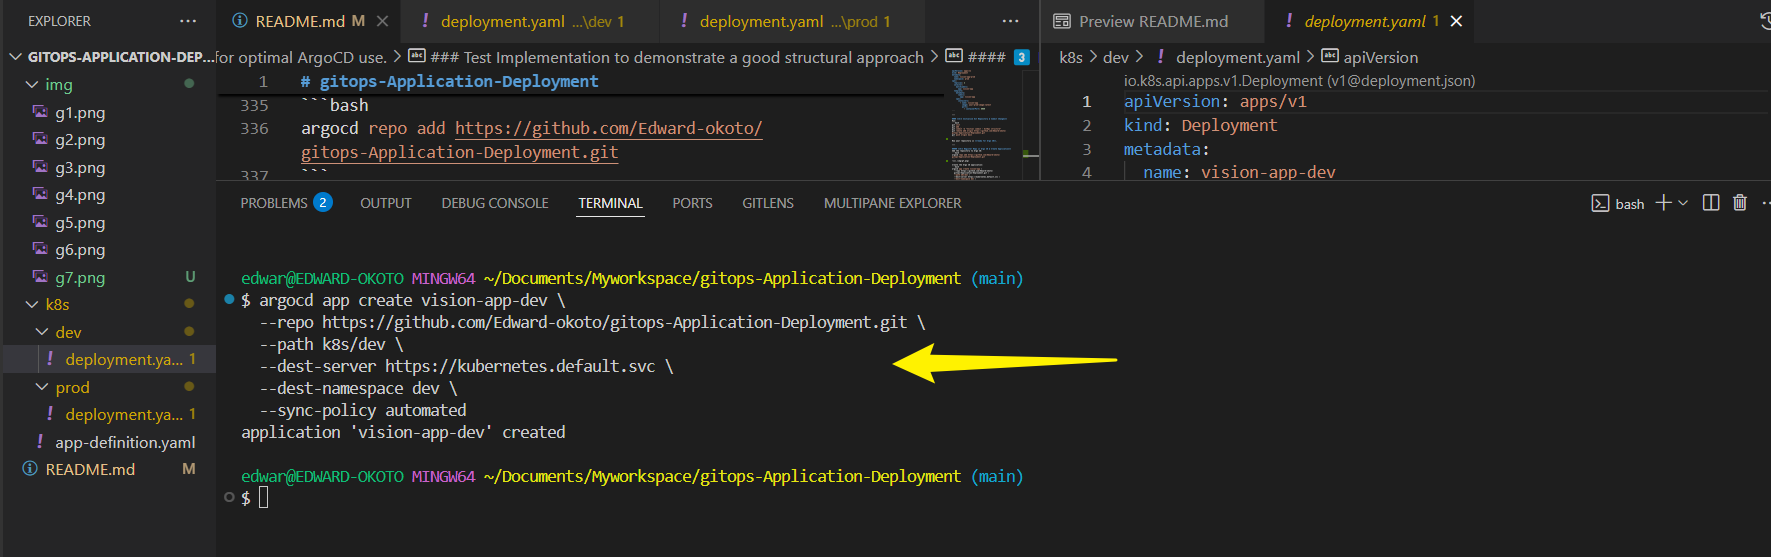 EXPLORER
GITOPS-APPLICATION-DEP...
img
g1.png
g2.png
g3.png
g4.png
g5.png
g6.png
g7.png U
k8s
dev
! deployment.ya... 1
prod
! deployment.ya... 1
! app-definition.yaml
README.md M
README.md M
! deployment.yaml ...\dev 1
! deployment.yaml ...\prod 1
for optimal ArgoCD use. > abc ### Test Implementation to demonstrate a good structural approach > abc #### 3
1 # gitops-Application-Deployment
335 ```bash
336 argocd repo add https://github.com/Edward-okoto/
gitops-Application-Deployment.git
337 ```
Preview README.md
! deployment.yaml 1
k8s > dev > ! deployment.yaml > abc apiVersion
io.k8s.api.apps.v1.Deployment (v1@deployment.json)
1 apiVersion: apps/v1
2 kind: Deployment
3 metadata:
4 name: vision-app-dev
PROBLEMS 2 OUTPUT DEBUG CONSOLE TERMINAL PORTS GITLENS MULTIPANE EXPLORER
bash
edwar@EDWARD-OKOTO MINGW64 ~/Documents/Myworkspace/gitops-Application-Deployment (main)
$ argocd app create vision-app-dev \
--repo https://github.com/Edward-okoto/gitops-Application-Deployment.git \
--path k8s/dev \
--dest-server https://kubernetes.default.svc \
--dest-namespace dev \
--sync-policy automated
application 'vision-app-dev' created
edwar@EDWARD-OKOTO MINGW64 ~/Documents/Myworkspace/gitops-Application-Deployment (main)
$